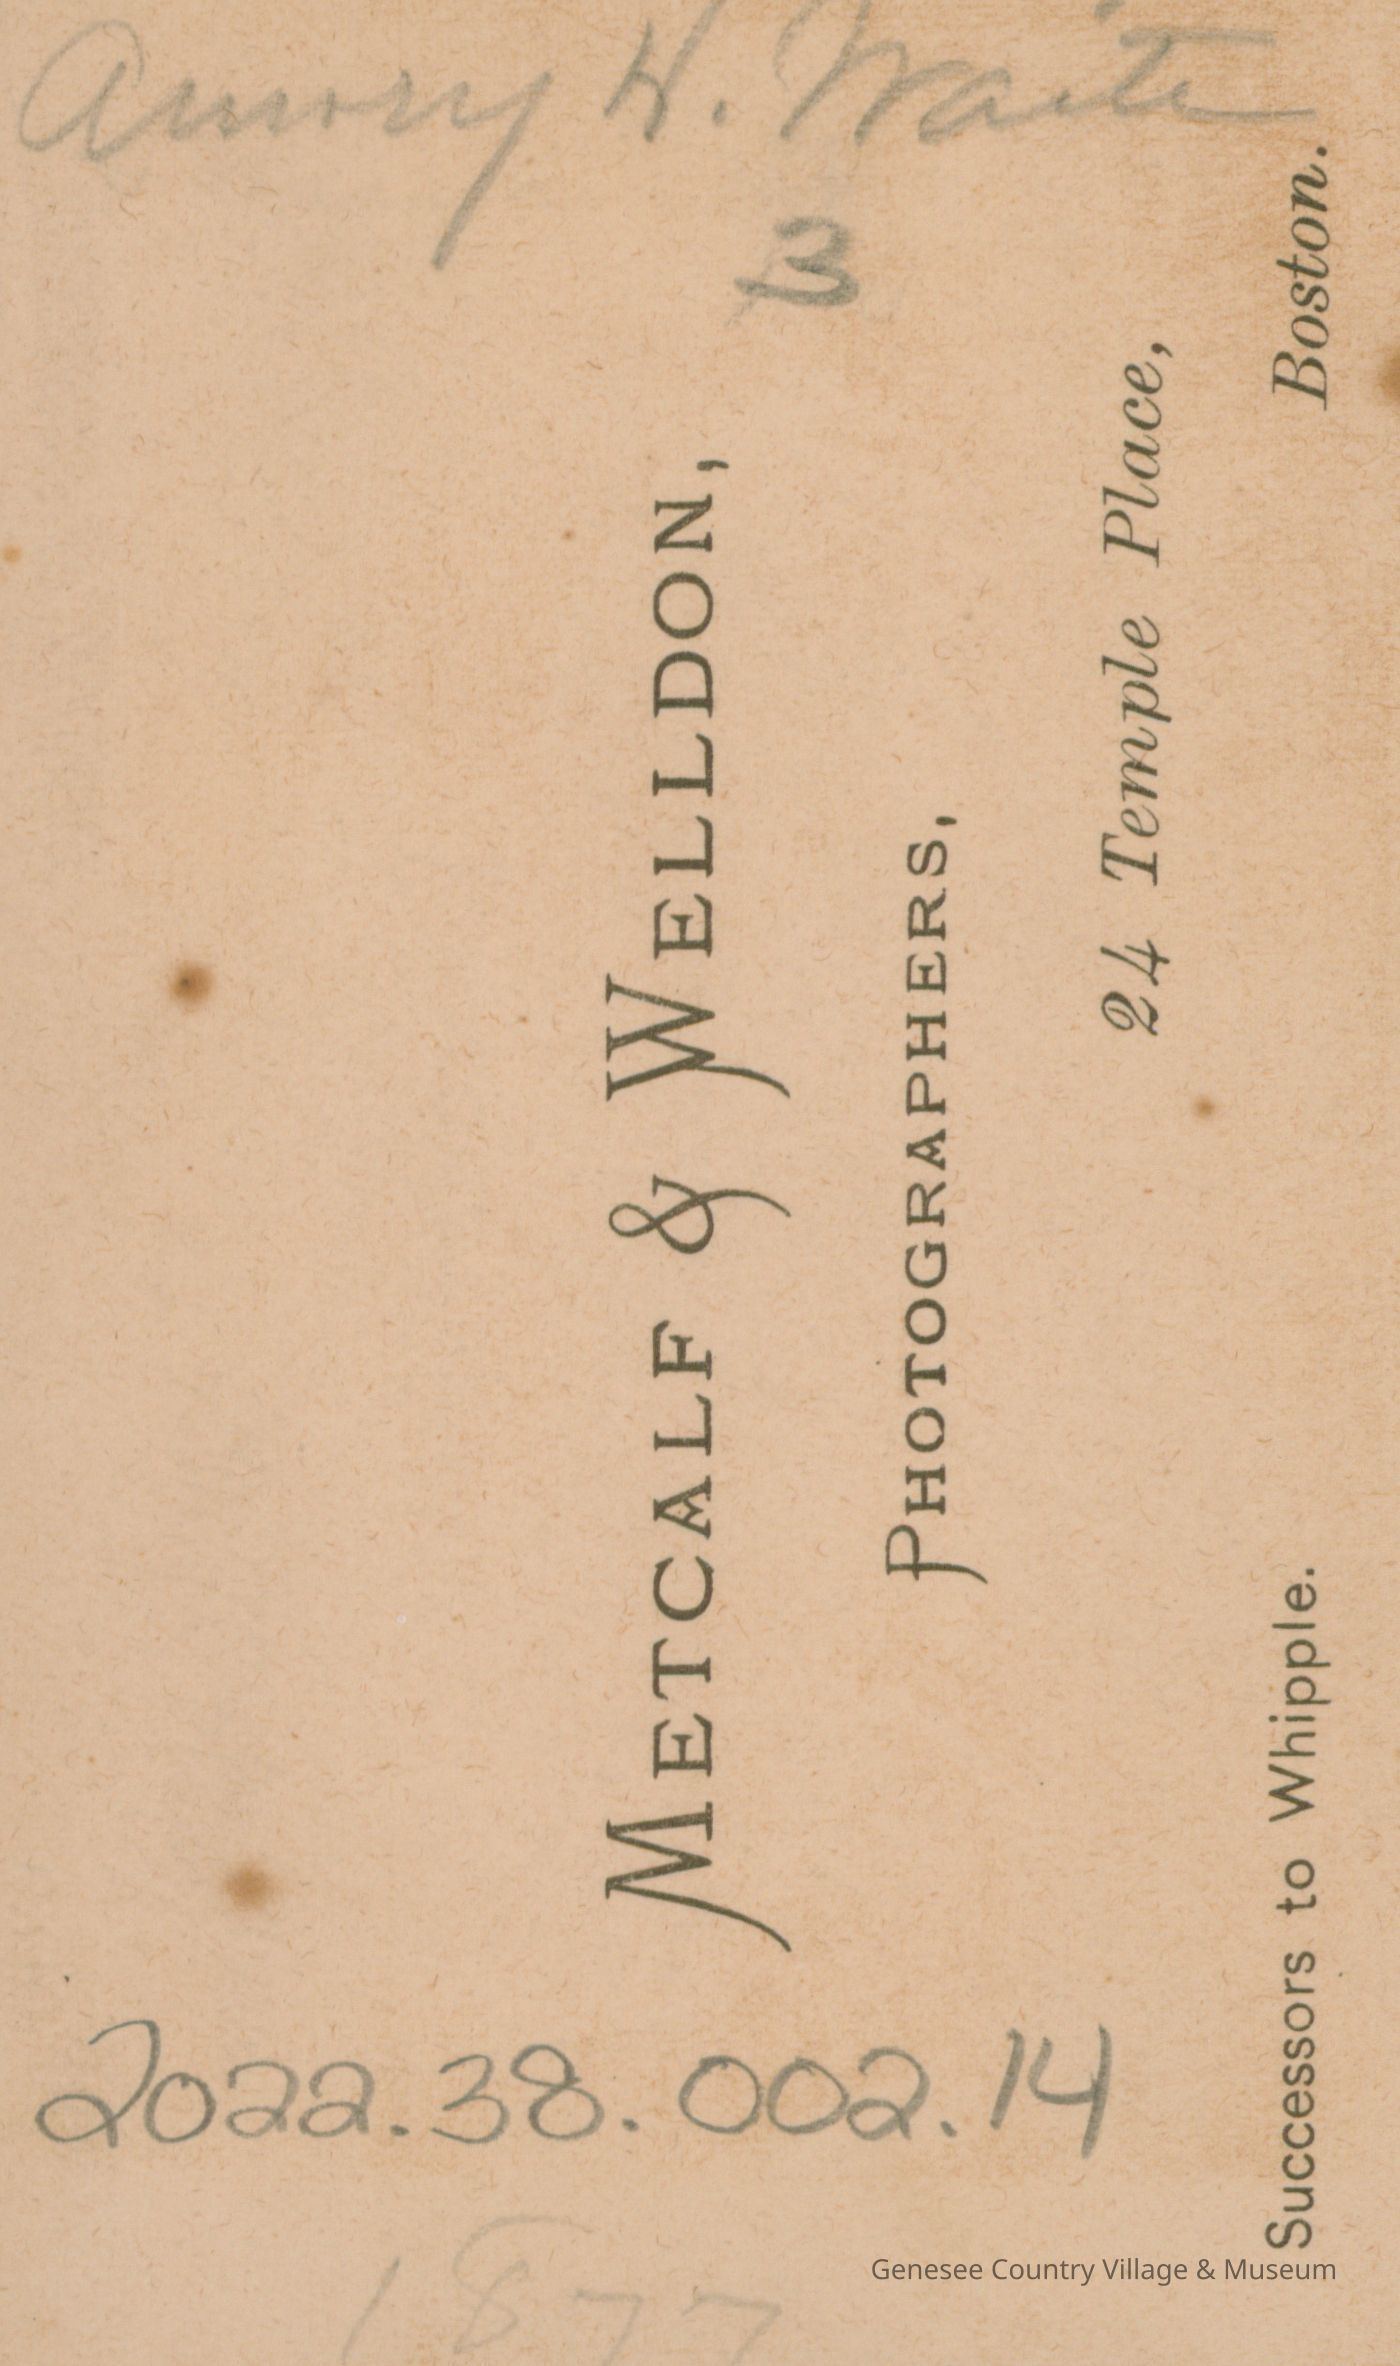 Amory W. Waite
3
METCALF & WELLDON,
PHOTOGRAPHERS,
24 Temple Place,
Boston.
Successors to Whipple.
2022.38.002.14
1877
Genesee Country Village & Museum